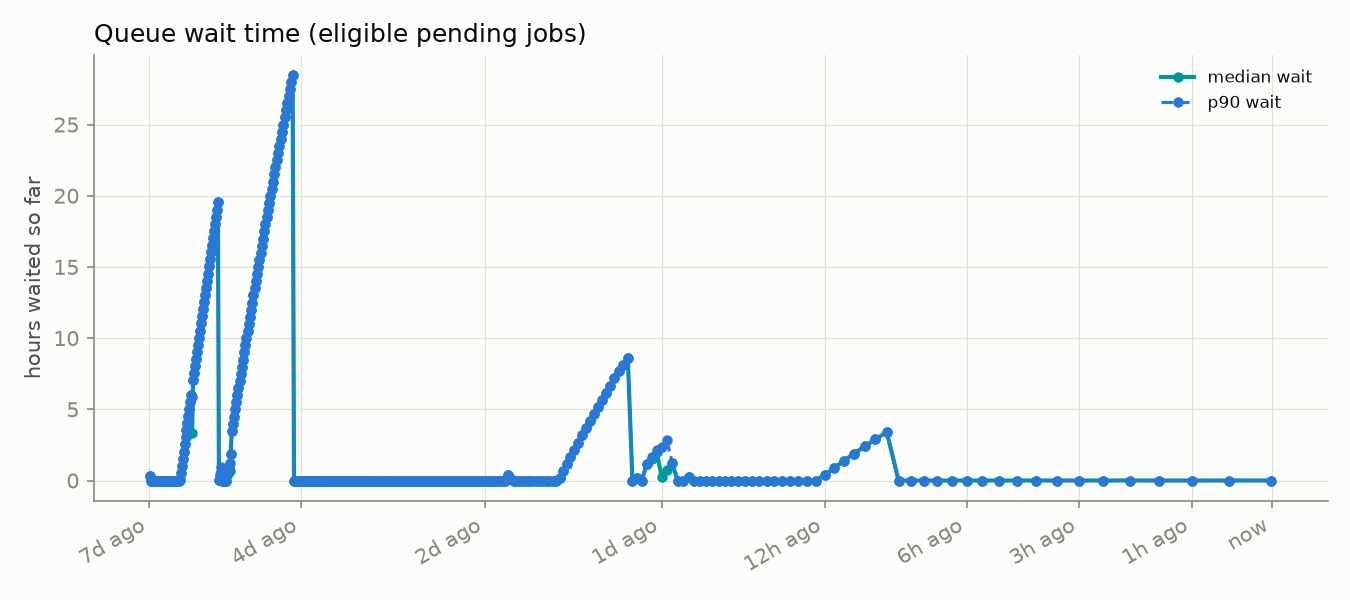 Queue wait time (eligible pending jobs)
median wait
p90 wait
hours waited so far
25
20
15
10
5
0
7d ago
4d ago
2d ago
1d ago
12h ago
6h ago
3h ago
1h ago
now